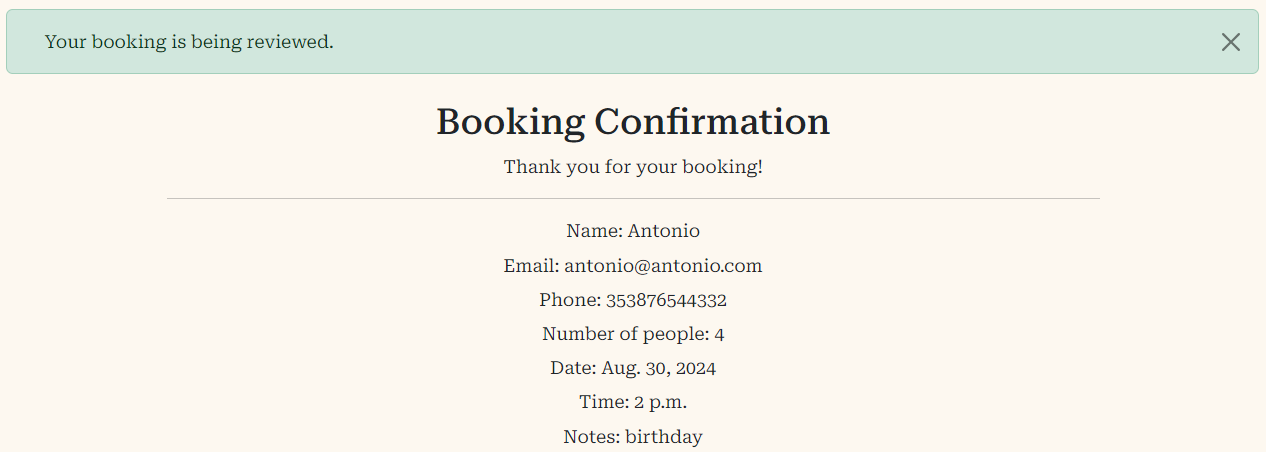 Your booking is being reviewed.
Booking Confirmation
Thank you for your booking!
Name: Antonio
Email: antonio@antonio.com
Phone: 353876544332
Number of people: 4
Date: Aug. 30, 2024
Time: 2 p.m.
Notes: birthday